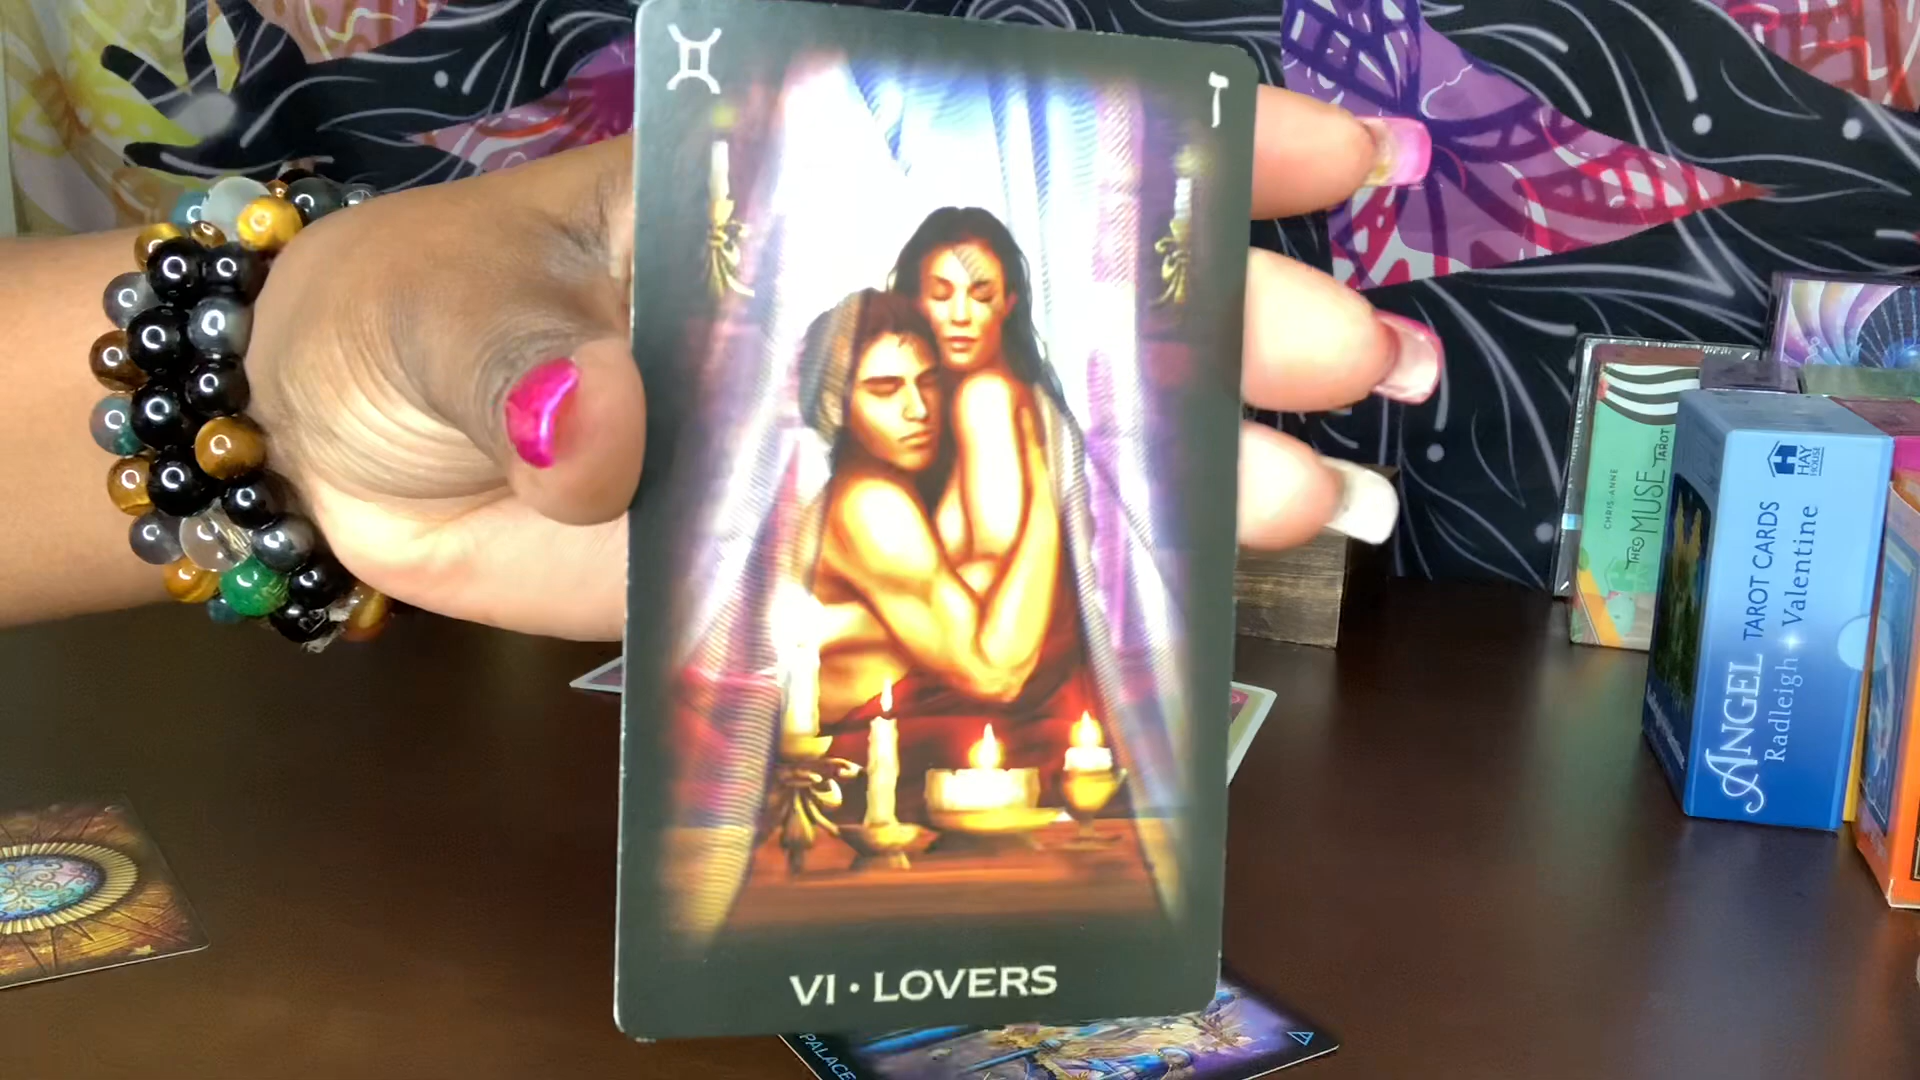 ז
VI • LOVERS
PALACE
CHRIS-ANNE
THE MUSE TAROT
HAY
HOUSE
ANGEL TAROT CARDS
Radleigh Valentine